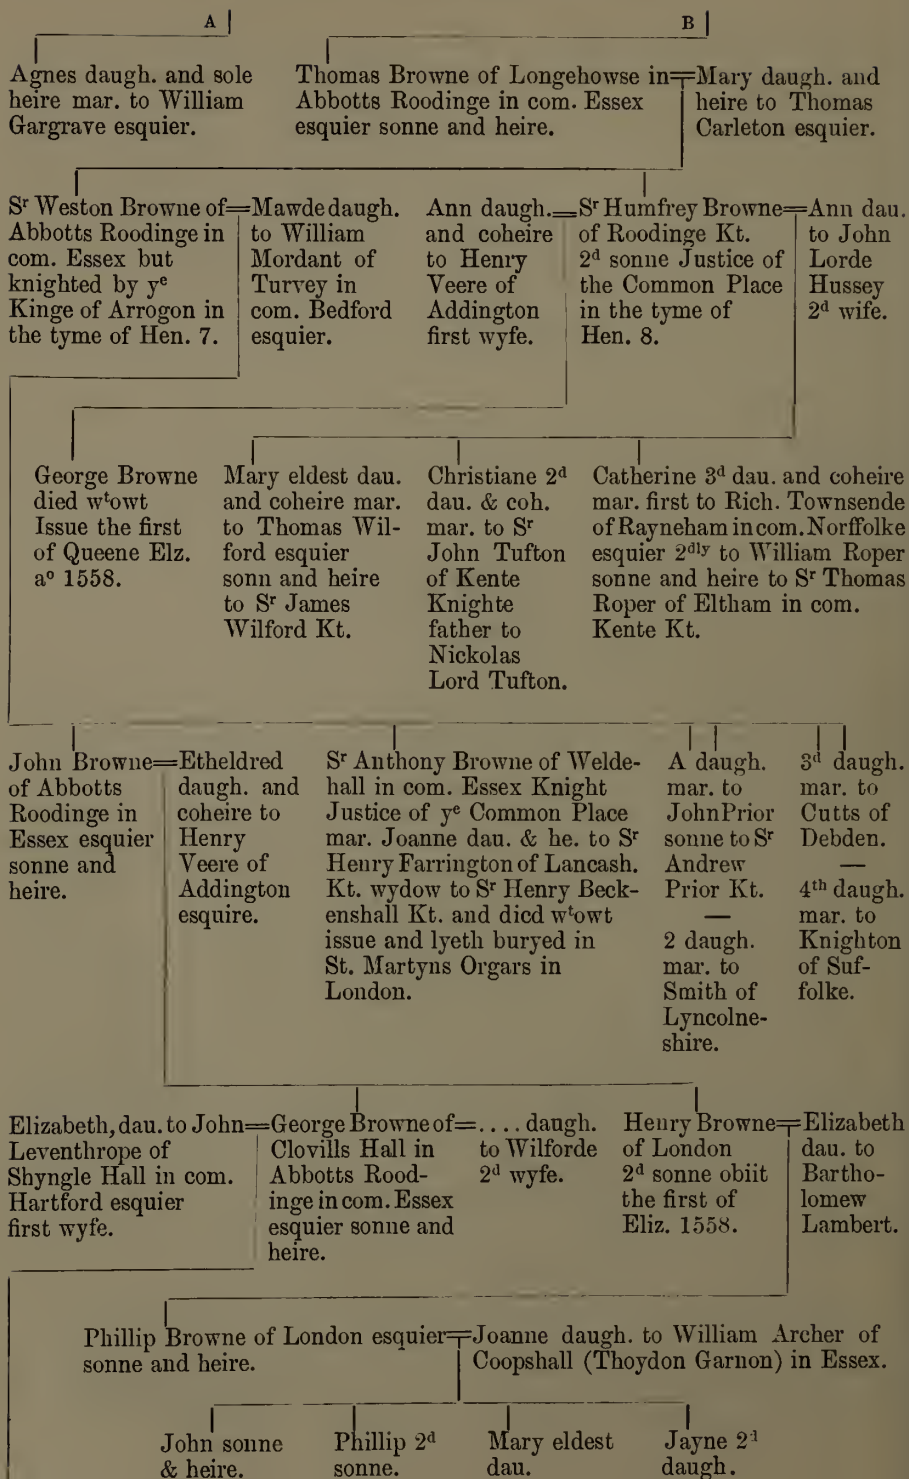 A
B
Agnes daugh. and sole
heire mar. to William
Gargrave esquier.
Thomas Browne of Longehowse in
Abbotts Roodinge in com. Essex
esquier sonne and heire.
Mary daugh. and
heire to Thomas
Carleton esquier.
Sʳ Weston Browne of
Abbotts Roodinge in
com. Essex but
knighted by yᵉ
Kinge of Arrogon in
the tyme of Hen. 7.
Mawde daugh.
to William
Mordant of
Turvey in
com. Bedford
esquier.
Ann daugh.
and coheire
to Henry
Veere of
Addington
first wyfe.
Sʳ Humfrey Browne
of Roodinge Kt.
2ᵈ sonne Justice of
the Common Place
in the tyme of
Hen. 8.
Ann dau.
to John
Lorde
Hussey
2ᵈ wife.
George Browne
died wᵗowt
Issue the first
of Queene Elz.
aº 1558.
Mary eldest dau.
and coheire mar.
to Thomas Wil-
ford esquier
sonn and heire
to Sʳ James
Wilford Kt.
Christiane 2ᵈ
dau. & coh.
mar. to Sʳ
John Tufton
of Kente
Knighte
father to
Nickolas
Lord Tufton.
Catherine 3ᵈ dau. and coheire
mar. first to Rich. Townsende
of Rayneham in com. Norffolke
esquier 2ᵈˡʸ to William Roper
sonne and heire to Sʳ Thomas
Roper of Eltham in com.
Kente Kt.
John Browne
of Abbotts
Roodinge in
Essex esquier
sonne and
heire.
Etheldred
daugh. and
coheire to
Henry
Veere of
Addington
esquire.
Sʳ Anthony Browne of Welde-
hall in com. Essex Knight
Justice of yᵉ Common Place
mar. Joanne dau. & he. to Sʳ
Henry Farrington of Lancash.
Kt. wydow to Sʳ Henry Beck-
enshall Kt. and died wᵗowt
issue and lyeth buryed in
St. Martyns Orgars in
London.
A daugh.
mar. to
John Prior
sonne to Sʳ
Andrew
Prior Kt.
—
2 daugh.
mar. to
Smith of
Lyncolne-
shire.
3ᵈ daugh.
mar. to
Cutts of
Debden.
—
4ᵗʰ daugh.
mar. to
Knighton
of Suf-
folke.
Elizabeth, dau. to John
Leventhrope of
Shyngle Hall in com.
Hartford esquier
first wyfe.
George Browne of
Clovills Hall in
Abbotts Rood-
inge in com. Essex
esquier sonne and
heire.
.... daugh.
to Wilforde
2ᵈ wyfe.
Henry Browne
of London
2ᵈ sonne obiit
the first of
Eliz. 1558.
Elizabeth
dau. to
Bartho-
lomew
Lambert.
Phillip Browne of London esquier
sonne and heire.
Joanne daugh. to William Archer of
Coopshall (Thoydon Garnon) in Essex.
John sonne
& heire.
Phillip 2ᵈ
sonne.
Mary eldest
dau.
Jayne 2ᵈ
daugh.